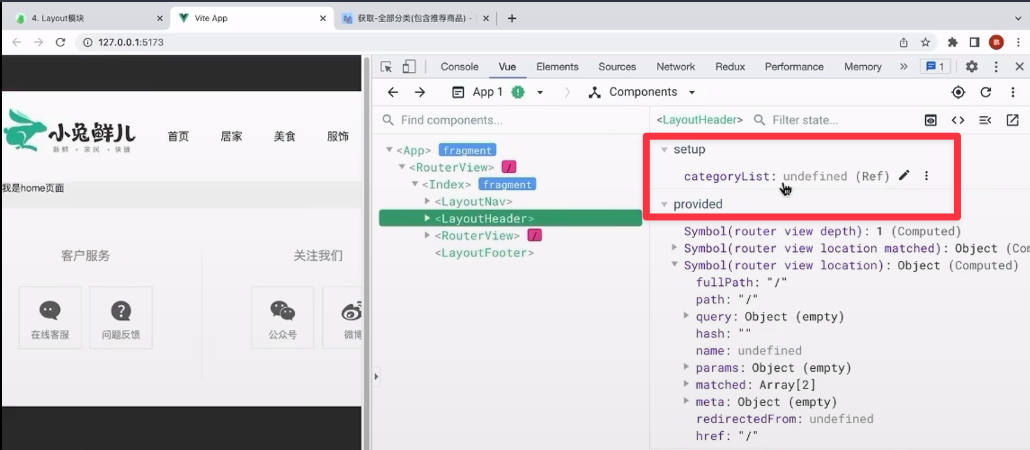 4. Layout模块
Vite App
获取-全部分类(包含推荐商品) -
127.0.0.1:5173
Console
Vue
Elements
Sources
Network
Redux
Performance
Memory
1
App 1
Components
Find components...
<LayoutHeader>
Filter state...
小兔鲜儿
新鲜 · 亲民 · 快捷
首页
居家
美食
服饰
我是home页面
客户服务
关注我们
在线客服
问题反馈
公众号
微博
<App> fragment
<RouterView> /
<Index> fragment
<LayoutNav>
<LayoutHeader>
<RouterView> /
<LayoutFooter>
setup
categoryList: undefined (Ref)
provided
Symbol(router view depth): 1 (Computed)
Symbol(router view location matched): Object (Com
Symbol(router view location): Object (Computed)
fullPath: "/"
path: "/"
query: Object (empty)
hash: ""
name: undefined
params: Object (empty)
matched: Array[2]
meta: Object (empty)
redirectedFrom: undefined
href: "/"